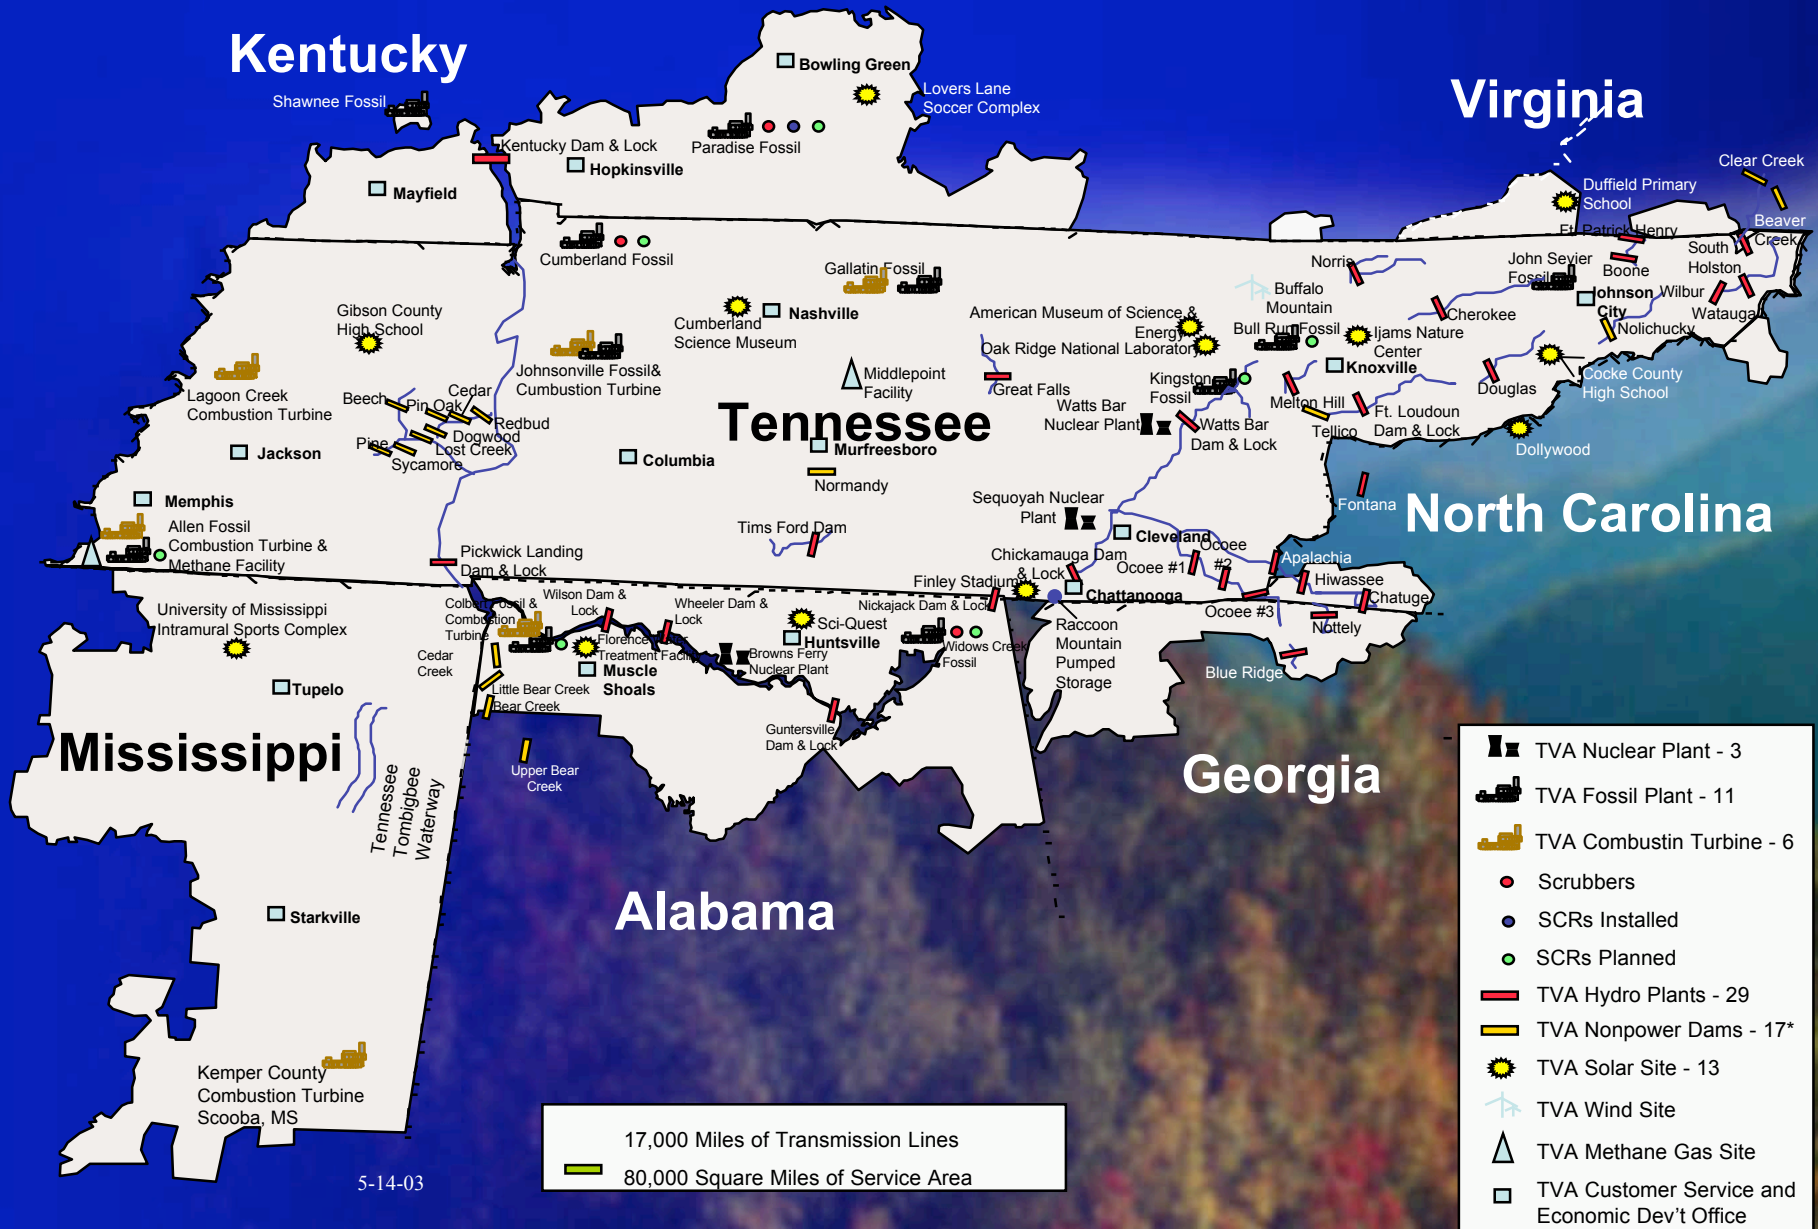 Kentucky
Shawnee Fossil
Bowling Green
Lovers Lane
Soccer Complex
Virginia
Kentucky Dam & Lock
Paradise Fossil
Hopkinsville
Mayfield
Clear Creek
Duffield Primary
School
Beaver
Creek
Ft. Patrick Henry
South
Holston
Cumberland Fossil
Gallatin Fossil
Norris
John Sevier
Fossil
Boone
Buffalo
Mountain
Johnson
City
Wilbur
Watauga
Gibson County
High School
Cumberland
Science Museum
Nashville
American Museum of Science &
Energy
Bull Run Fossil
Cherokee
Nolichucky
Oak Ridge National Laboratory
Ijams Nature
Center
Johnsonville Fossil&
Cumbustion Turbine
Middlepoint
Facility
Great Falls
Kingston
Fossil
Knoxville
Cocke County
High School
Lagoon Creek
Combustion Turbine
Beech
Cedar
Pin Oak
Redbud
Dogwood
Lost Creek
Pine
Sycamore
Tennessee
Watts Bar
Nuclear Plant
Watts Bar
Dam & Lock
Melton Hill
Tellico
Ft. Loudoun
Dam & Lock
Douglas
Dollywood
Jackson
Columbia
Murfreesboro
Normandy
Memphis
Sequoyah Nuclear
Plant
Fontana
North Carolina
Allen Fossil
Combustion Turbine &
Methane Facility
Pickwick Landing
Dam & Lock
Tims Ford Dam
Cleveland
Chickamauga Dam
& Lock
Ocoee #1
Ocoee
#2
Apalachia
Hiwassee
Chatuge
Finley Stadium
Chattanooga
Ocoee #3
Nottely
University of Mississippi
Intramural Sports Complex
Colbert Fossil &
Combustion
Turbine
Wilson Dam &
Lock
Wheeler Dam &
Lock
Sci-Quest
Huntsville
Nickajack Dam & Lock
Widows Creek
Fossil
Raccoon
Mountain
Pumped
Storage
Blue Ridge
Cedar
Creek
Treatment Facility
Muscle
Shoals
Browns Ferry
Nuclear Plant
Tupelo
Little Bear Creek
Bear Creek
Guntersville
Dam & Lock
Mississippi
Upper Bear
Creek
Georgia
Tennessee
Tombigbee
Waterway
Alabama
Starkville
Kemper County
Combustion Turbine
Scooba, MS
5-14-03
17,000 Miles of Transmission Lines
80,000 Square Miles of Service Area
TVA Nuclear Plant - 3
TVA Fossil Plant - 11
TVA Combustin Turbine - 6
Scrubbers
SCRs Installed
SCRs Planned
TVA Hydro Plants - 29
TVA Nonpower Dams - 17*
TVA Solar Site - 13
TVA Wind Site
TVA Methane Gas Site
TVA Customer Service and
Economic Dev't Office